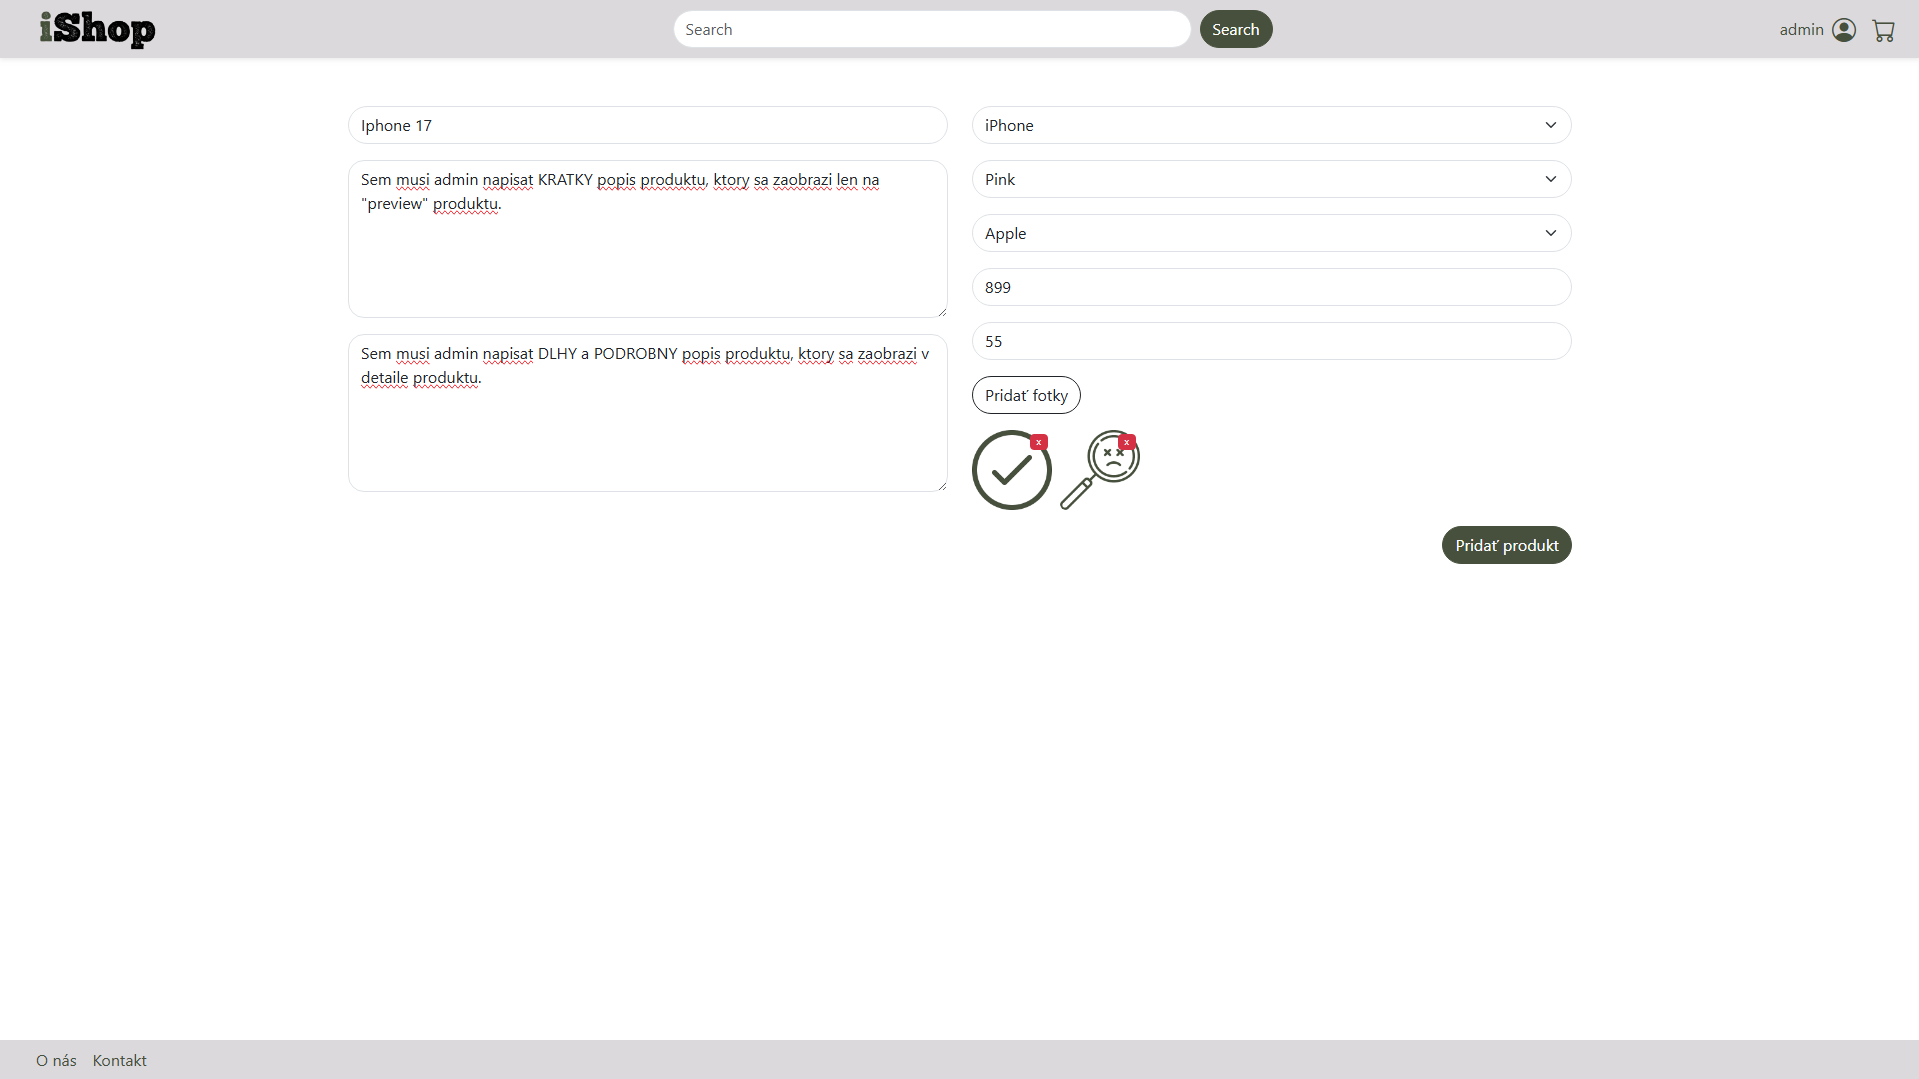 iShop
Search
Search
admin
Iphone 17
Sem musi admin napisat KRATKY popis produktu, ktory sa zaobrazi len na
"preview" produktu.
Sem musi admin napisat DLHY a PODROBNY popis produktu, ktory sa zaobrazi v
detaile produktu.
iPhone
Pink
Apple
899
55
Pridať fotky
x
x
Pridať produkt
O nás
Kontakt